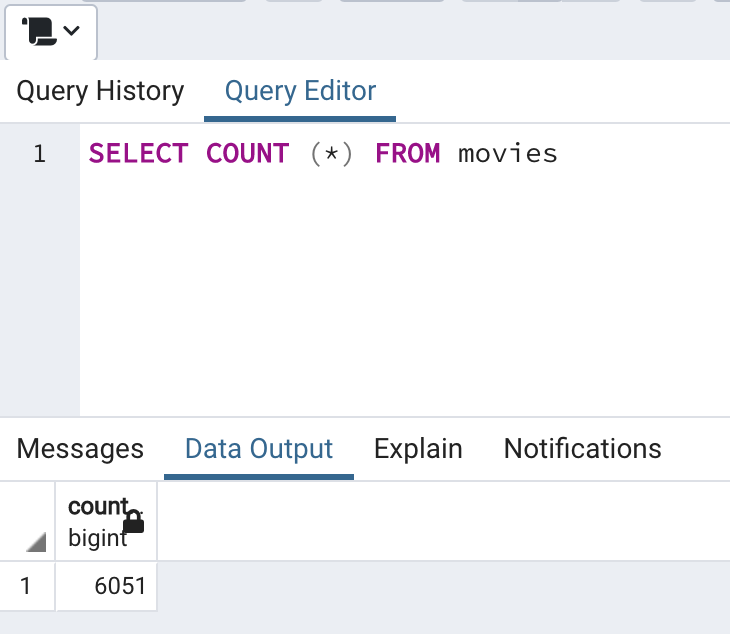 Query History Query Editor
1 SELECT COUNT (*) FROM movies
Messages Data Output Explain Notifications
count
bigint
1 6051